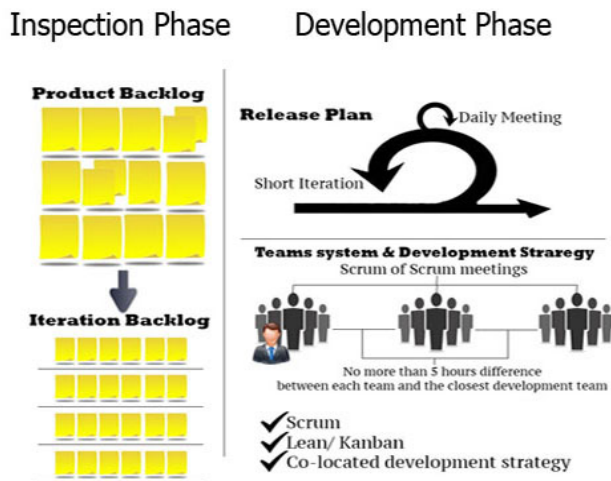 Inspection Phase
Development Phase
Product Backlog
Iteration Backlog
Release Plan
Daily Meeting
Short Iteration
Teams system & Development Straregy
Scrum of Scrum meetings
No more than 5 hours difference
between each team and the closest development team
Scrum
Lean/ Kanban
Co-located development strategy